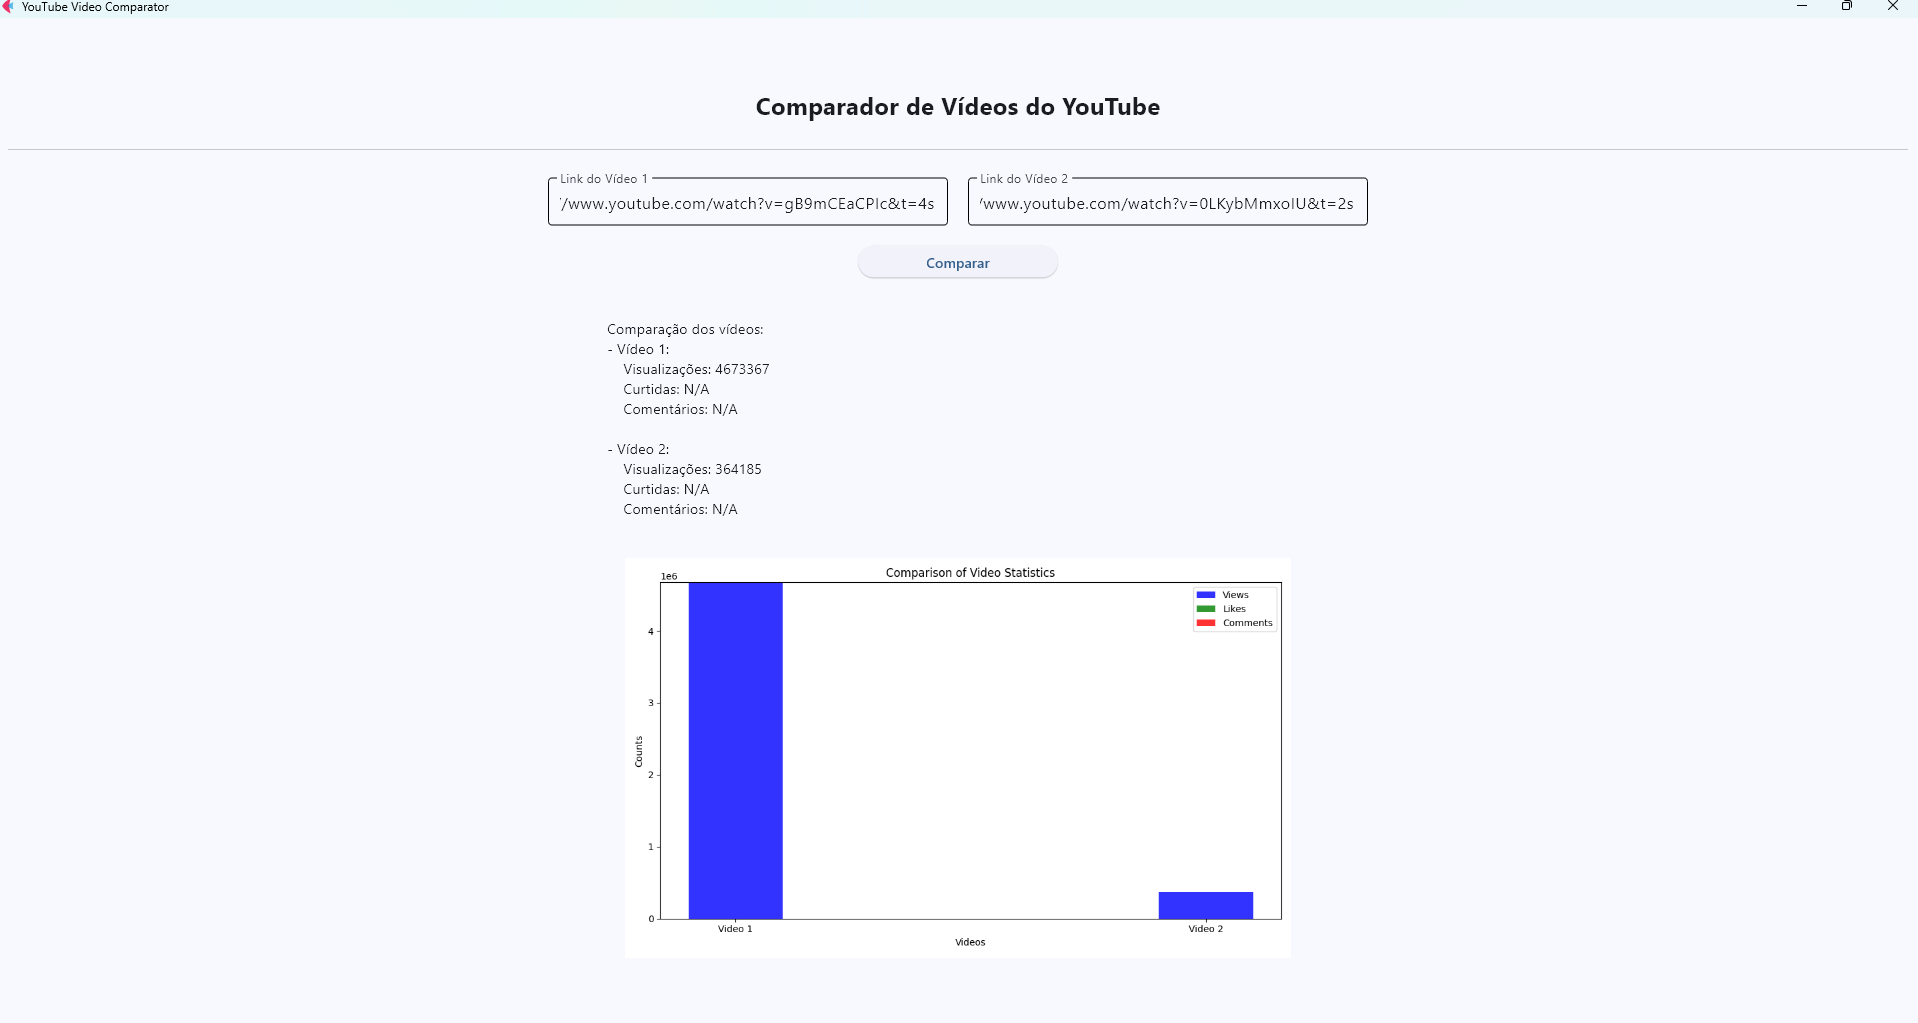 YouTube Video Comparator
Comparador de Vídeos do YouTube
Link do Vídeo 1
/www.youtube.com/watch?v=gB9mCEaCPlc&t=4s
Link do Vídeo 2
/www.youtube.com/watch?v=0LKybMmxolU&t=2s
Comparar
Comparação dos vídeos:
- Vídeo 1:
Visualizações: 4673367
Curtidas: N/A
Comentários: N/A
- Vídeo 2:
Visualizações: 364185
Curtidas: N/A
Comentários: N/A
Comparison of Video Statistics
1e6
Views
Likes
Comments
4
3
2
1
0
Counts
Video 1
Video 2
Videos